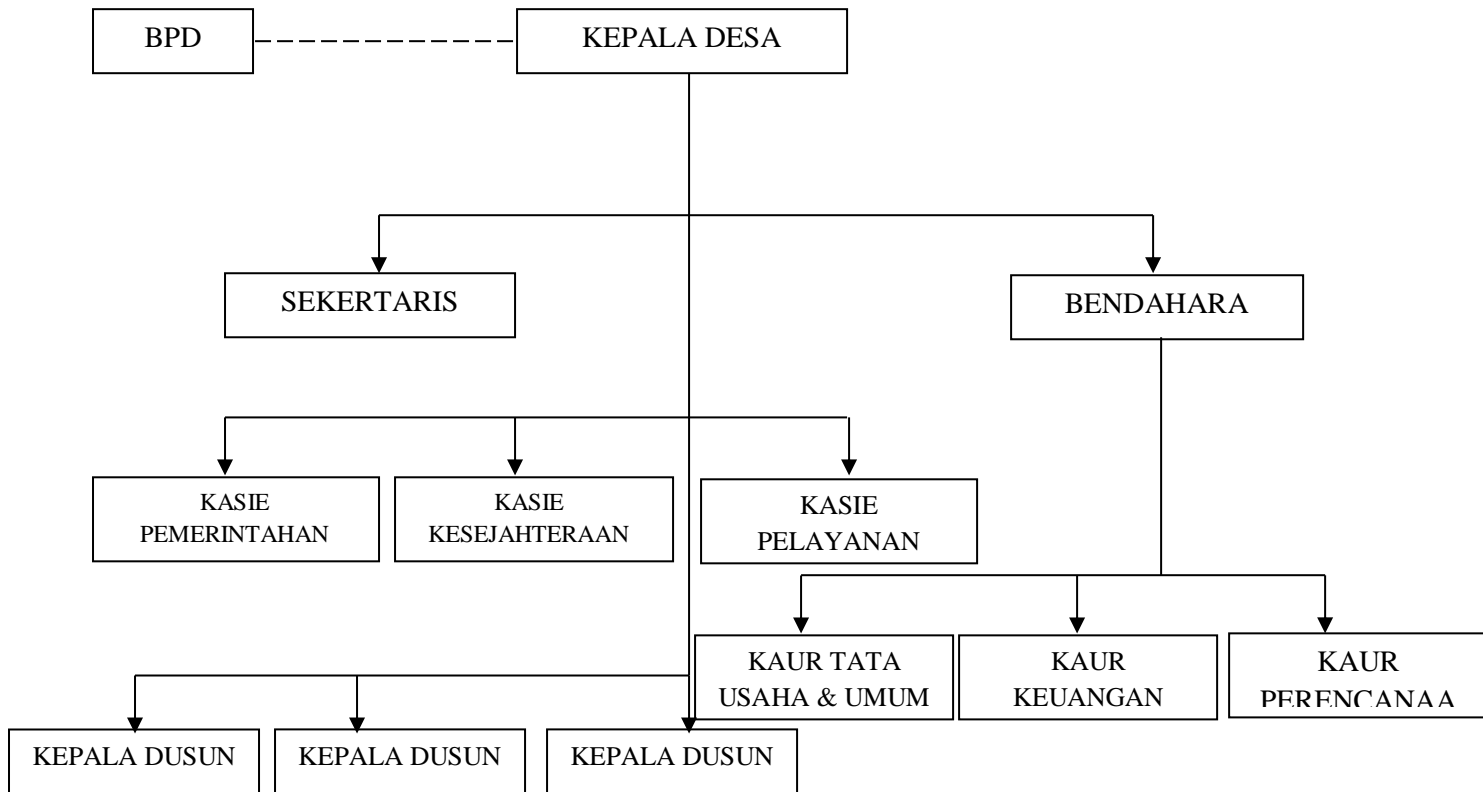 BPD
KEPALA DESA
SEKERTARIS
BENDAHARA
KASIE
PEMERINTAHAN
KASIE
KESEJAHTERAAN
KASIE
PELAYANAN
KAUR TATA
USAHA & UMUM
KAUR
KEUANGAN
KAUR
PERENCANAA
KEPALA DUSUN
KEPALA DUSUN
KEPALA DUSUN